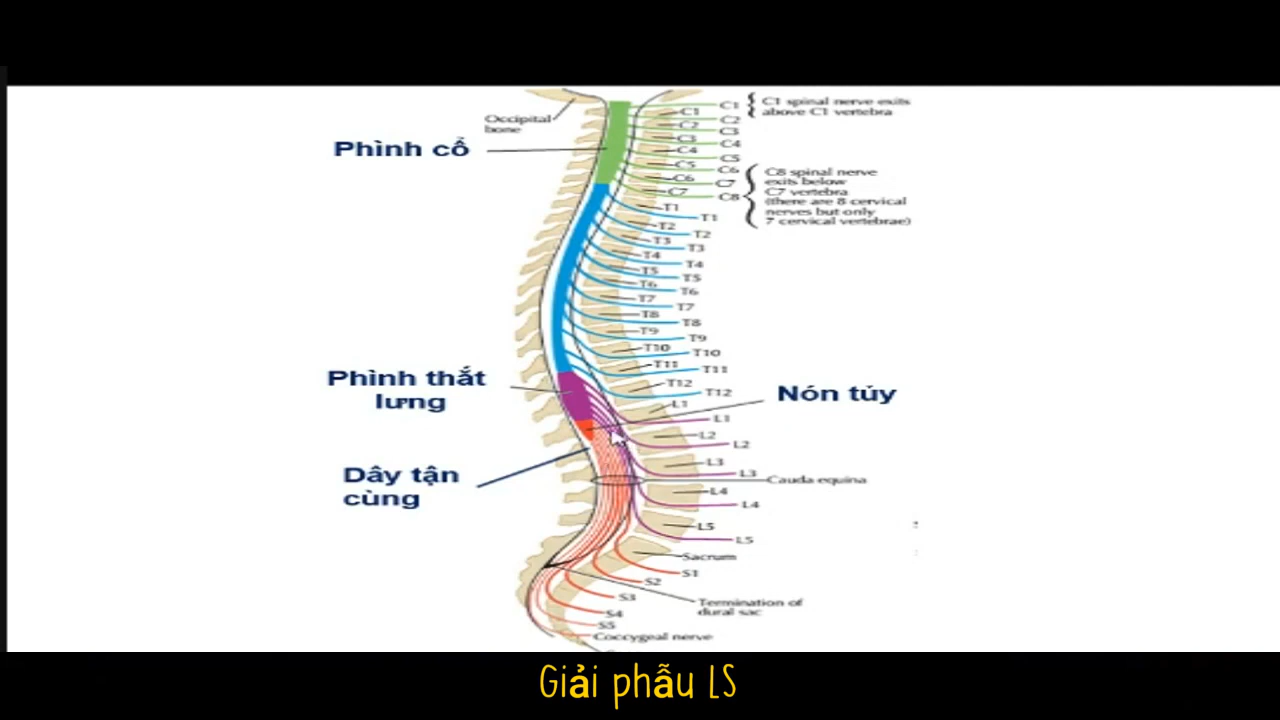 Occipital
bone
Phình cổ
C1
C2
C3
C4
C5
C6
C7
C1
C2
C3
C4
C5
C6
C7
C8
C1 spinal nerve exits
above C1 vertebra
C8 spinal nerve
exits below
C7 vertebra
(there are 8 cervical
nerves but only
7 cervical vertebrae)
T1
T2
T3
T4
T5
T6
T7
T8
T9
T10
T11
T12
T1
T2
T3
T4
T5
T6
T7
T8
T9
T10
T11
T12
Phình thắt
lưng
Nón tủy
L1
L2
L3
L4
L5
L1
L2
L3
L4
L5
Dây tận
cùng
Cauda equina
Sacrum
S1
S2
S3
S4
S5
Termination of
dural sac
Coccygeal nerve
Giải phẫu LS